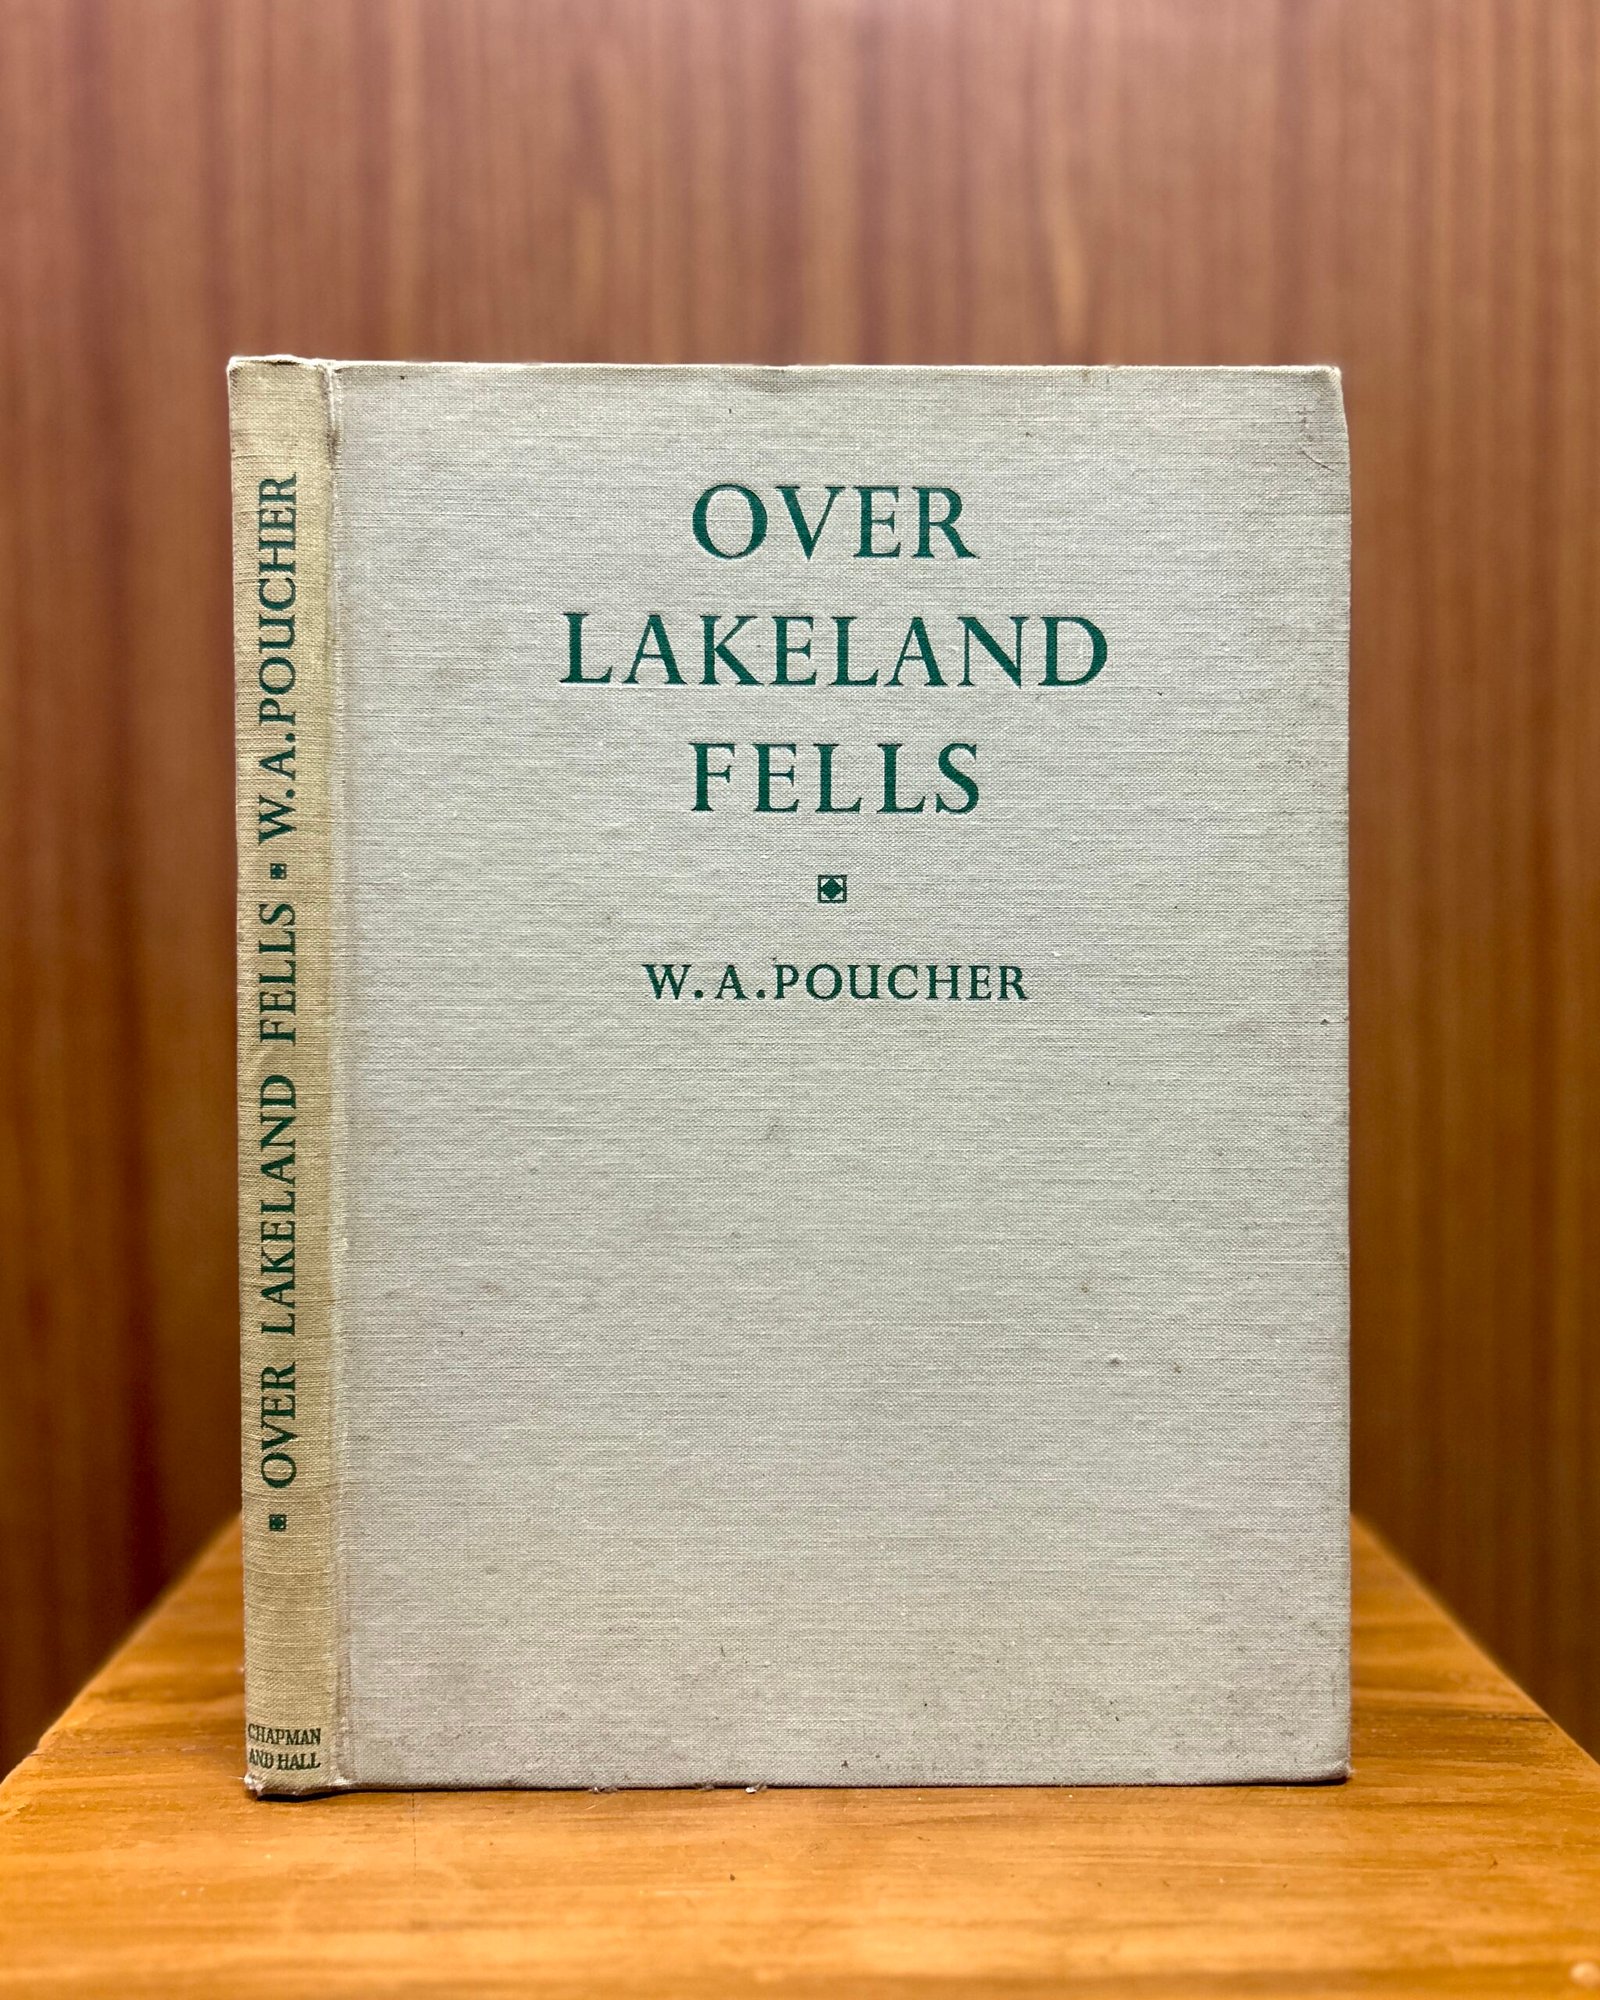 OVER
LAKELAND
FELLS
W. A. POUCHER
OVER LAKELAND FELLS W. A. POUCHER
CHAPMAN
AND HALL